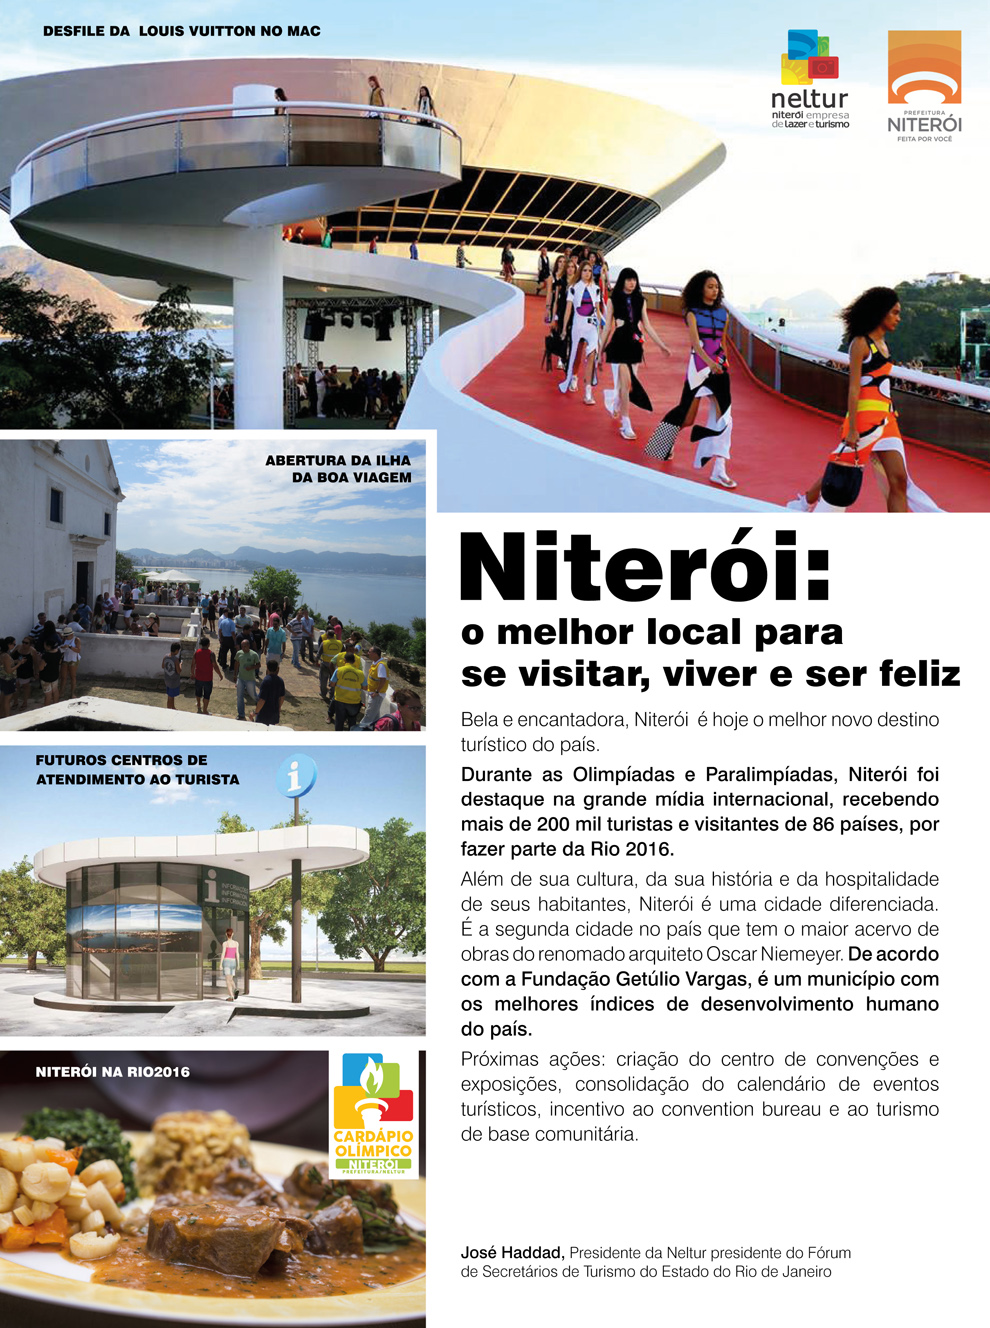 DESFILE DA LOUIS VUITTON NO MAC
neltur
niterói empresa
de lazer e turismo
PREFEITURA
NITERÓI
FEITA POR VOCÊ
ABERTURA DA ILHA
DA BOA VIAGEM
FUTUROS CENTROS DE
ATENDIMENTO AO TURISTA
i
i
NITERÓI NA RIO2016
CARDÁPIO
OLÍMPICO
NITERÓI
PREFEITURA/NELTUR
Niterói:
o melhor local para
se visitar, viver e ser feliz
Bela e encantadora, Niterói é hoje o melhor novo destino
turístico do país.
Durante as Olimpíadas e Paralimpíadas, Niterói foi
destaque na grande mídia internacional, recebendo
mais de 200 mil turistas e visitantes de 86 países, por
fazer parte da Rio 2016.
Além de sua cultura, da sua história e da hospitalidade
de seus habitantes, Niterói é uma cidade diferenciada.
É a segunda cidade no país que tem o maior acervo de
obras do renomado arquiteto Oscar Niemeyer. De acordo
com a Fundação Getúlio Vargas, é um município com
os melhores índices de desenvolvimento humano
do país.
Próximas ações: criação do centro de convenções e
exposições, consolidação do calendário de eventos
turísticos, incentivo ao convention bureau e ao turismo
de base comunitária.
José Haddad, Presidente da Neltur presidente do Fórum
de Secretários de Turismo do Estado do Rio de Janeiro